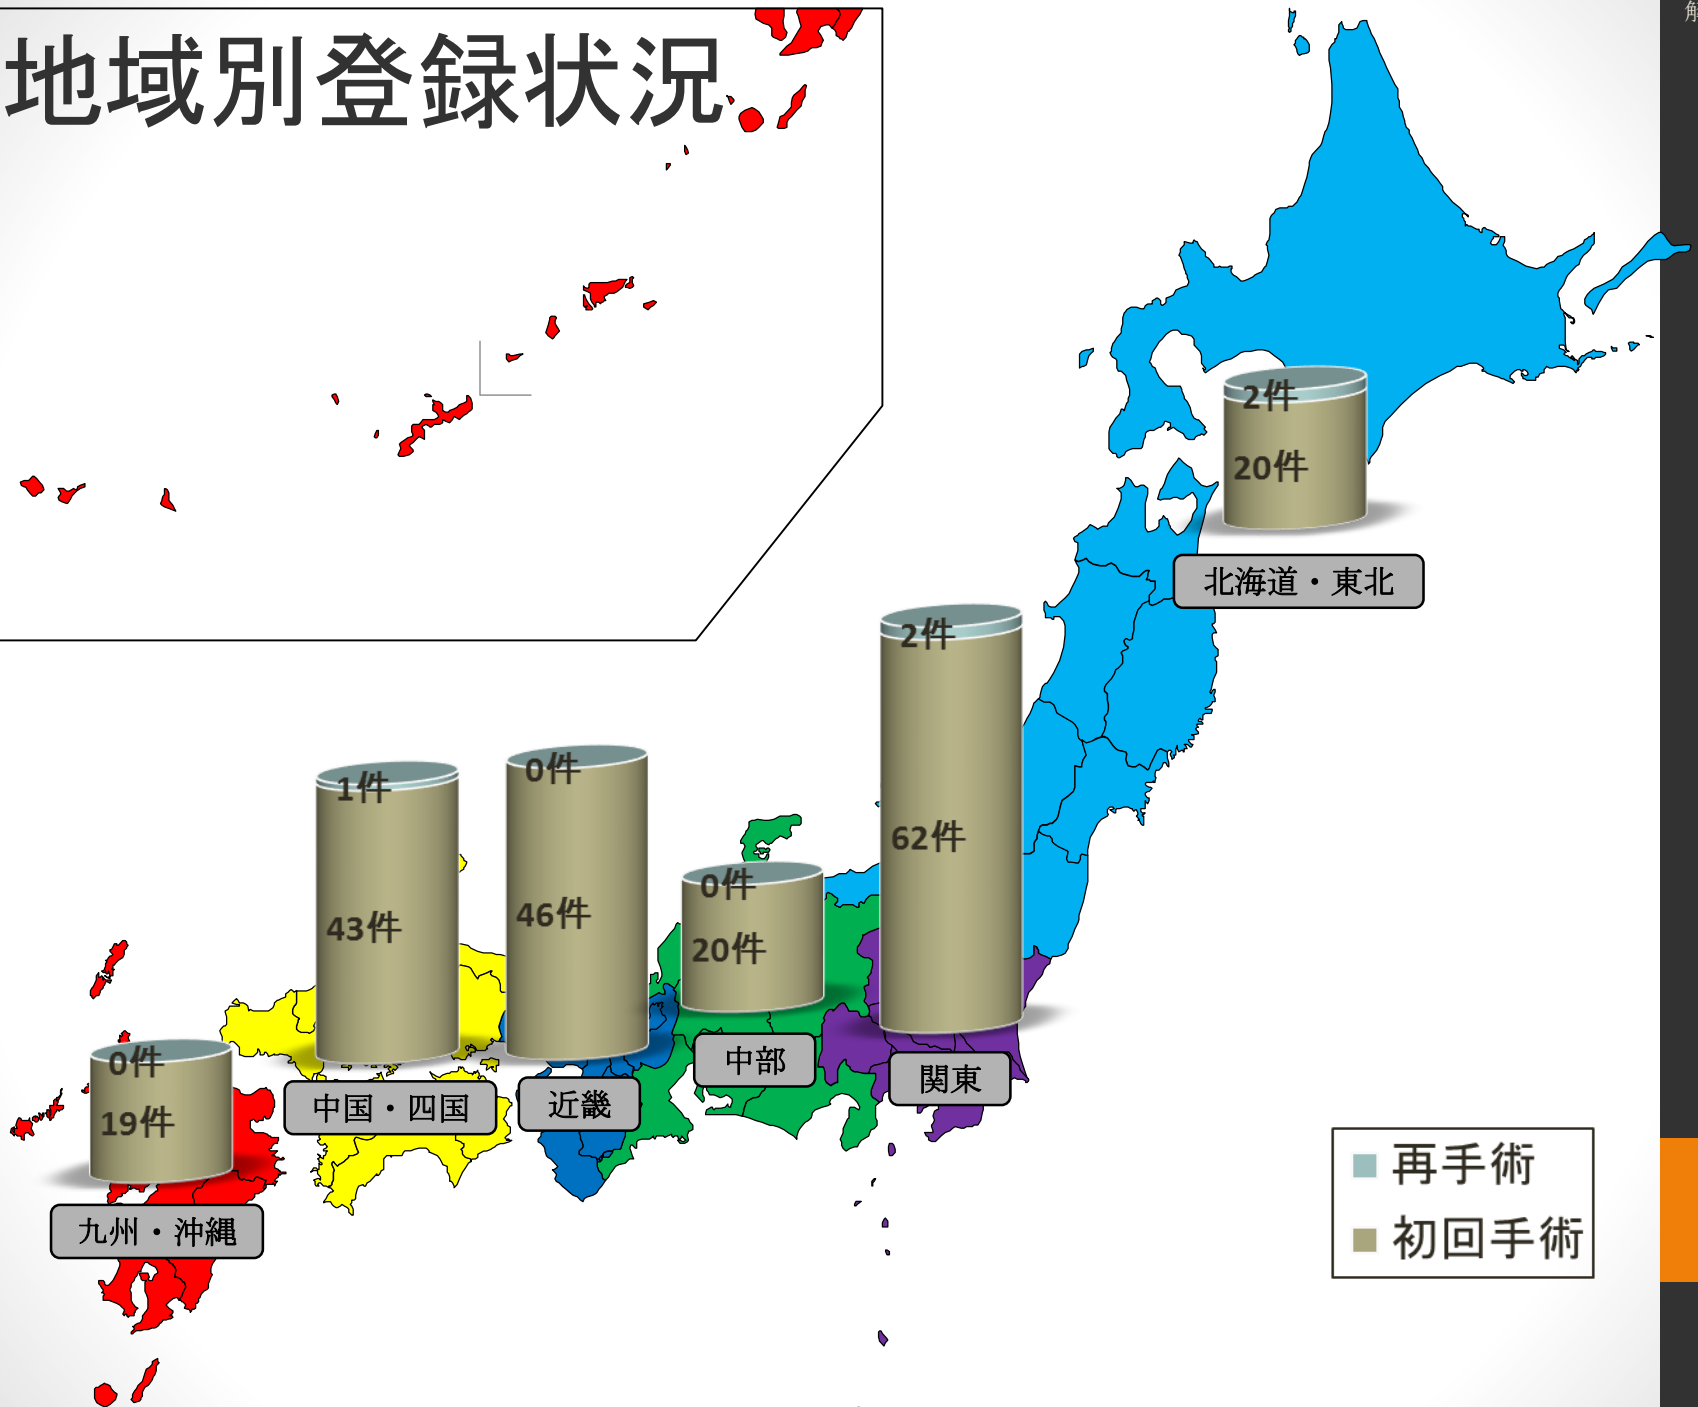 地域別登録状況
2件
20件
北海道・東北
2件
62件
関東
0件
20件
中部
0件
46件
近畿
1件
43件
中国・四国
0件
19件
九州・沖縄
再手術
初回手術